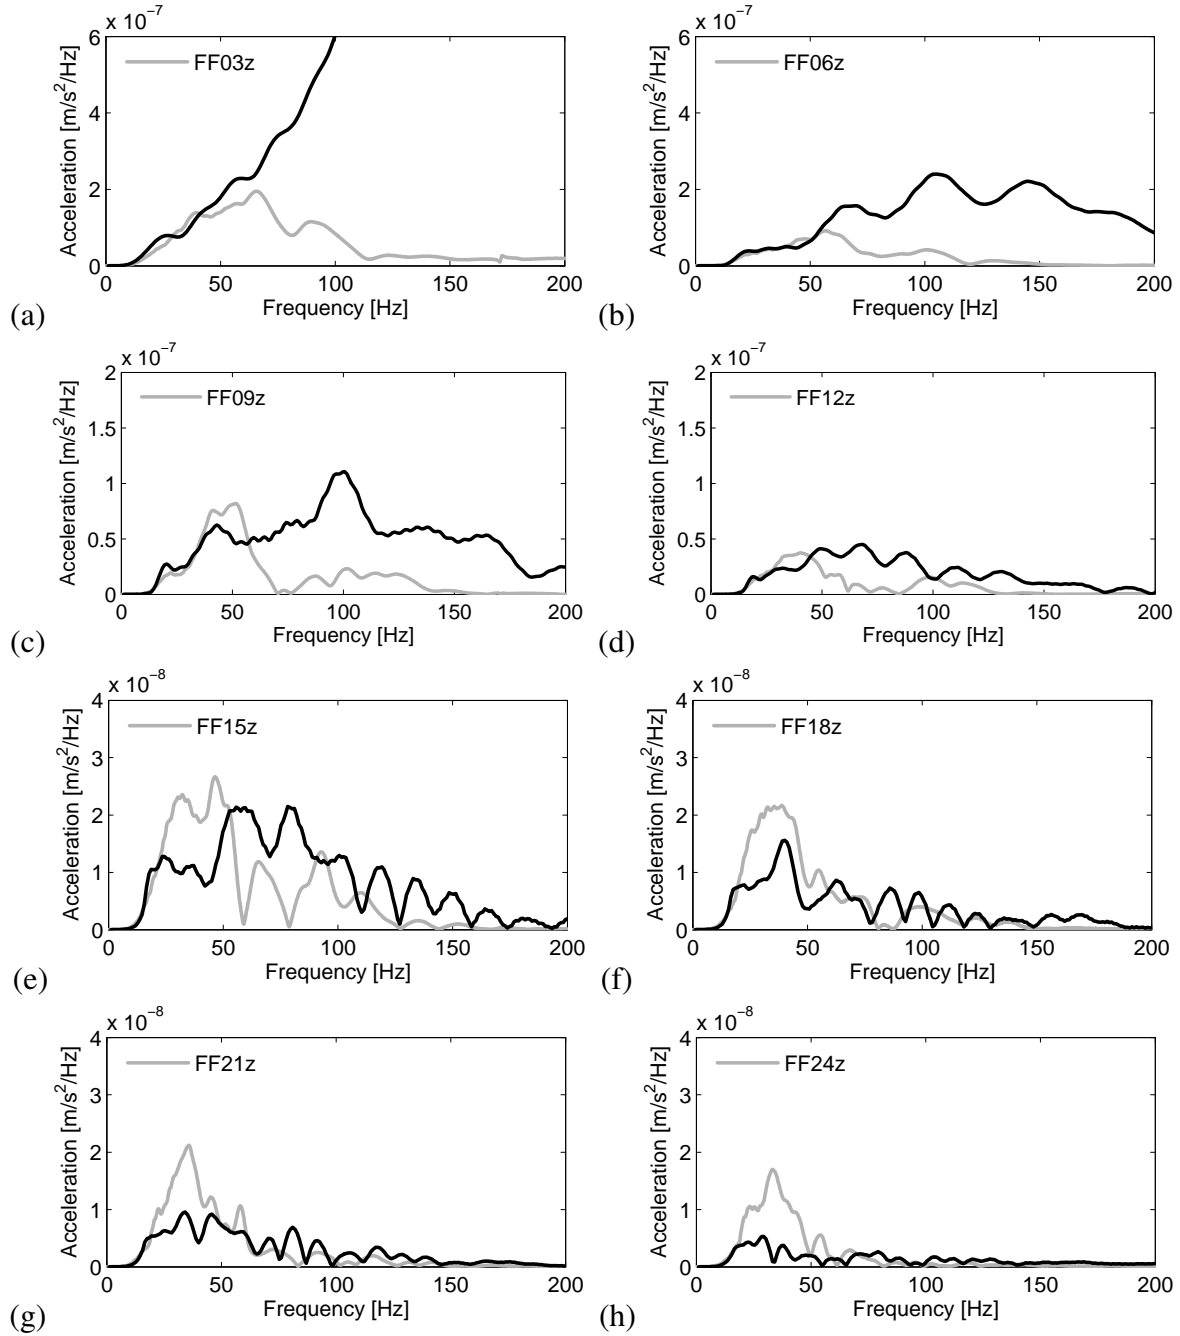 x 10⁻⁷
6
4
2
0
0 50 100 150 200
Acceleration [m/s²/Hz]
Frequency [Hz]
FF03z
(a)
x 10⁻⁷
6
4
2
0
0 50 100 150 200
Acceleration [m/s²/Hz]
Frequency [Hz]
FF06z
(b)
x 10⁻⁷
2
1.5
1
0.5
0
0 50 100 150 200
Acceleration [m/s²/Hz]
Frequency [Hz]
FF09z
(c)
x 10⁻⁷
2
1.5
1
0.5
0
0 50 100 150 200
Acceleration [m/s²/Hz]
Frequency [Hz]
FF12z
(d)
x 10⁻⁸
4
3
2
1
0
0 50 100 150 200
Acceleration [m/s²/Hz]
Frequency [Hz]
FF15z
(e)
x 10⁻⁸
4
3
2
1
0
0 50 100 150 200
Acceleration [m/s²/Hz]
Frequency [Hz]
FF18z
(f)
x 10⁻⁸
4
3
2
1
0
0 50 100 150 200
Acceleration [m/s²/Hz]
Frequency [Hz]
FF21z
(g)
x 10⁻⁸
4
3
2
1
0
0 50 100 150 200
Acceleration [m/s²/Hz]
Frequency [Hz]
FF24z
(h)